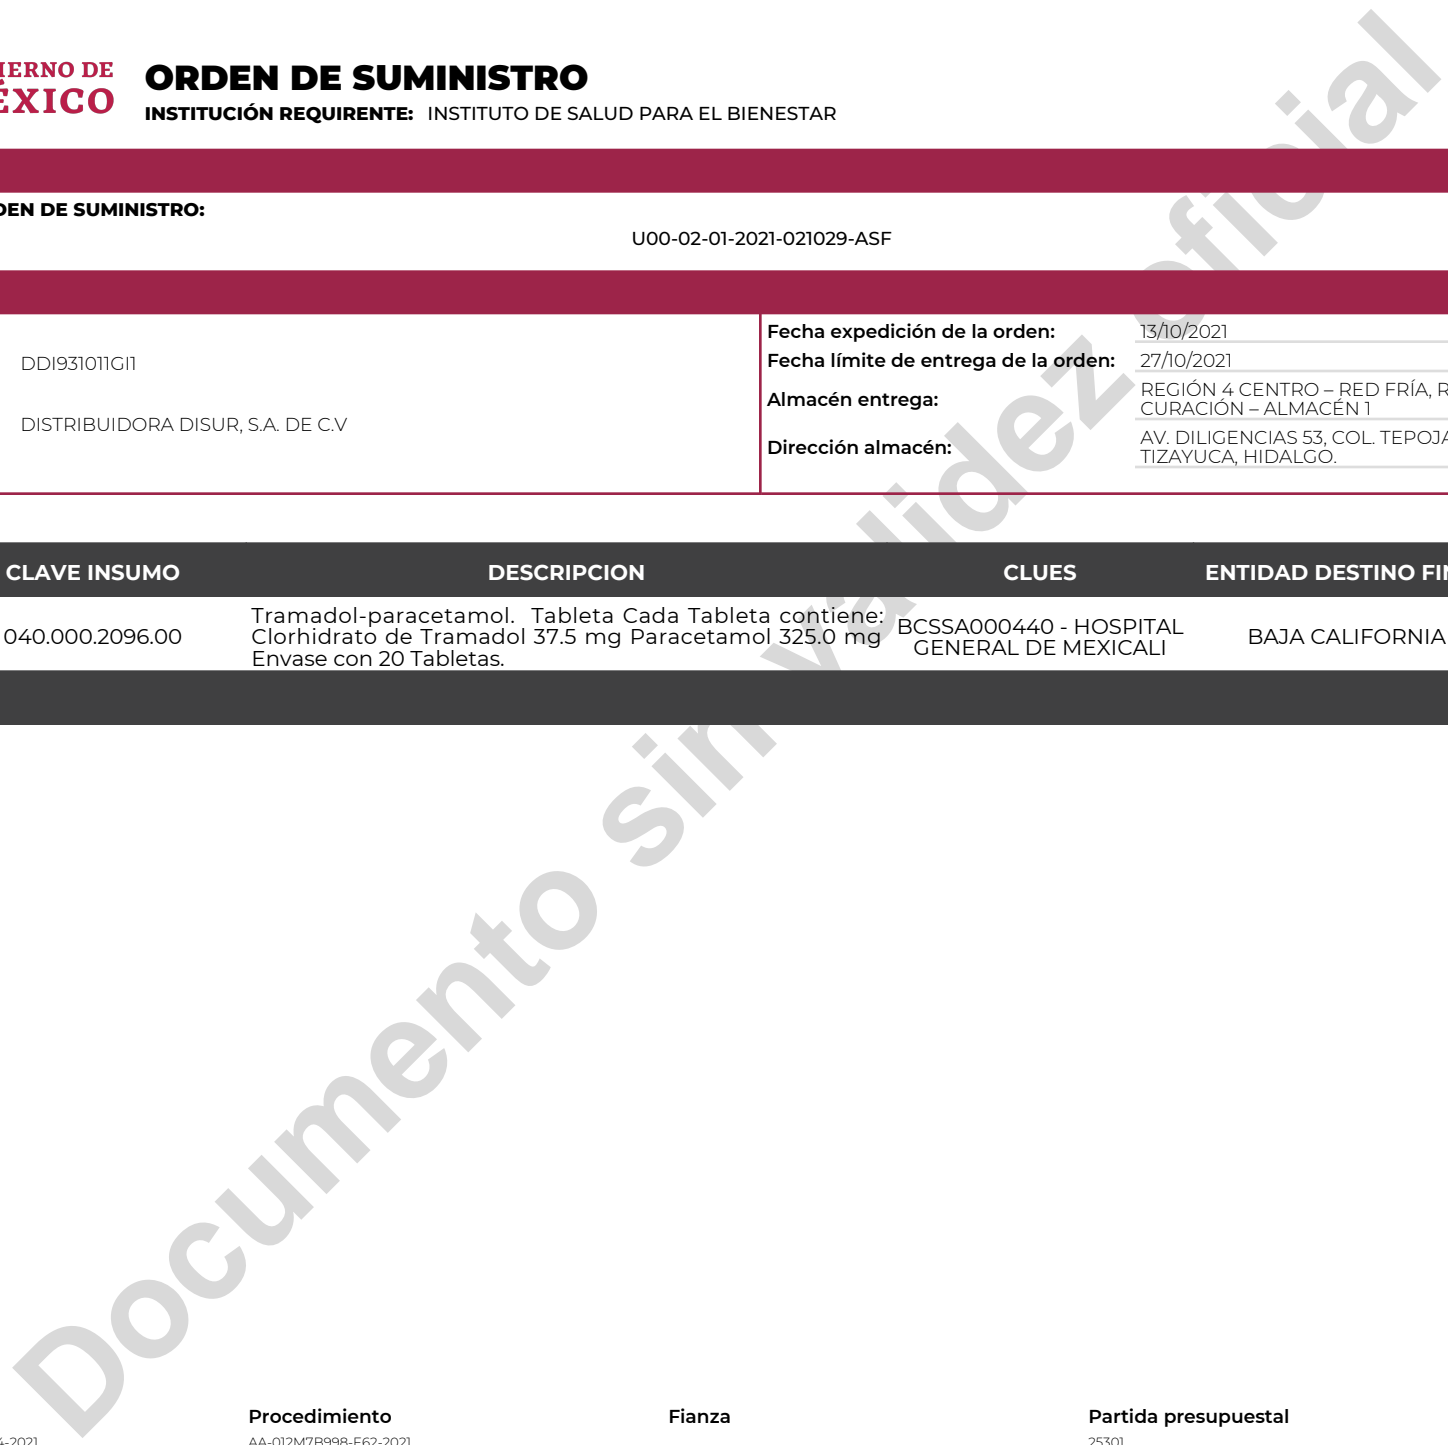 ORDEN DE SUMINISTRO
INSTITUCIÓN REQUIRENTE: INSTITUTO DE SALUD PARA EL BIENESTAR
DE
DE SUMINISTRO:
U00-02-01-2021-021029-ASF
DDI931011GI1
DISTRIBUIDORA DISUR, S.A. DE C.V
Fecha expedición de la orden: 13/10/2021
Fecha límite de entrega de la orden: 27/10/2021
Almacén entrega: REGIÓN 4 CENTRO – RED FRÍA,
CURACIÓN – ALMACÉN 1
Dirección almacén: AV. DILIGENCIAS 53, COL.
TIZAYUCA, HIDALGO.
CLAVE INSUMO DESCRIPCION CLUES ENTIDAD DESTINO
040.000.2096.00
Tramadol-paracetamol. Tableta Cada Tableta contiene:
Clorhidrato de Tramadol 37.5 mg Paracetamol 325.0 mg
Envase con 20 Tabletas.
BCSSA000440 - HOSPITAL
GENERAL DE MEXICALI
BAJA CALIFORNIA
Documento sin validez oficial
Procedimiento Fianza Partida presupuestal
AA-012M7B998-E62-2021
25301